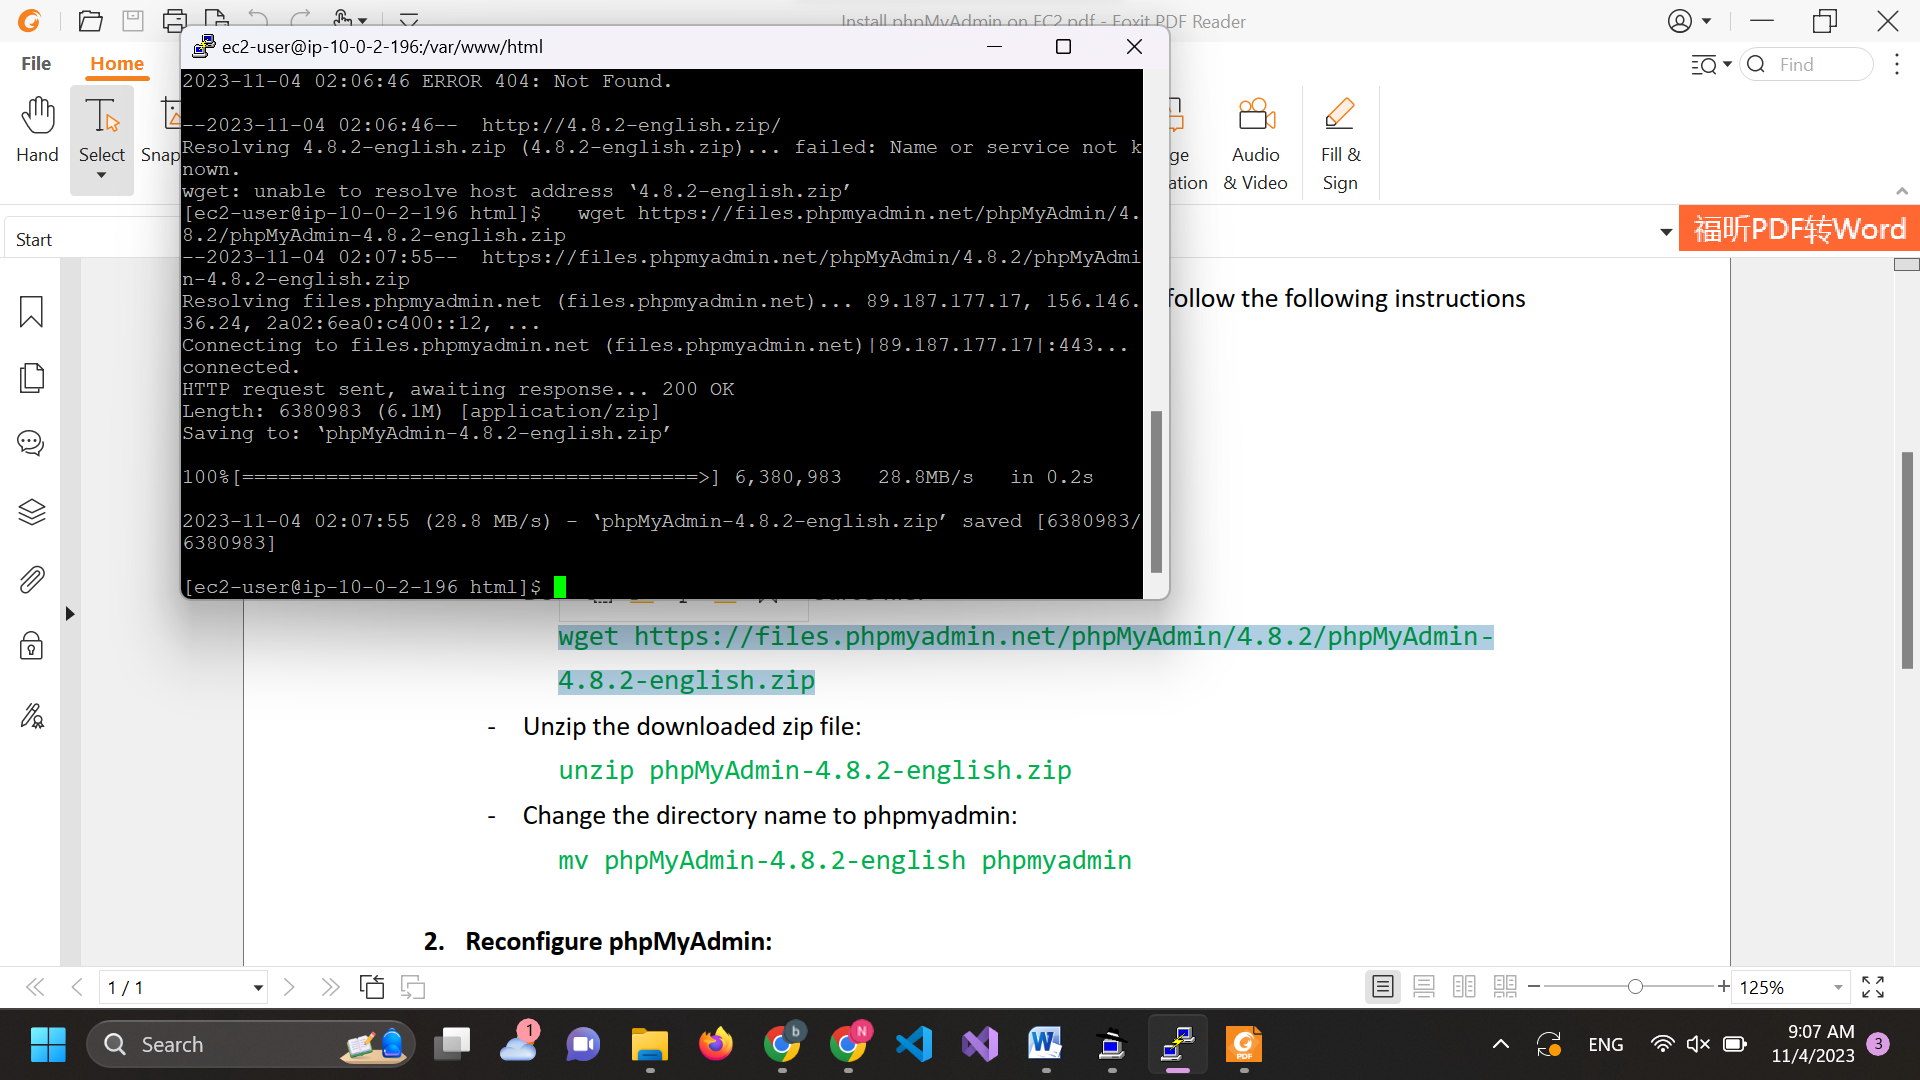 Install phpMyAdmin on EC2.pdf - Foxit PDF Reader
ec2-user@ip-10-0-2-196:/var/www/html
File
Home
Find
Hand
Select
Snap
ge
ation
Audio
& Video
Fill &
Sign
Start
福昕PDF转Word
2023-11-04 02:06:46 ERROR 404: Not Found.
--2023-11-04 02:06:46--  http://4.8.2-english.zip/
Resolving 4.8.2-english.zip (4.8.2-english.zip)... failed: Name or service not k
nown.
wget: unable to resolve host address ‘4.8.2-english.zip’
[ec2-user@ip-10-0-2-196 html]$   wget https://files.phpmyadmin.net/phpMyAdmin/4.
8.2/phpMyAdmin-4.8.2-english.zip
--2023-11-04 02:07:55--  https://files.phpmyadmin.net/phpMyAdmin/4.8.2/phpMyAdmi
n-4.8.2-english.zip
Resolving files.phpmyadmin.net (files.phpmyadmin.net)... 89.187.177.17, 156.146.
36.24, 2a02:6ea0:c400::12, ...
Connecting to files.phpmyadmin.net (files.phpmyadmin.net)|89.187.177.17|:443...
connected.
HTTP request sent, awaiting response... 200 OK
Length: 6380983 (6.1M) [application/zip]
Saving to: ‘phpMyAdmin-4.8.2-english.zip’
100%[======================================>] 6,380,983   28.8MB/s   in 0.2s
2023-11-04 02:07:55 (28.8 MB/s) - ‘phpMyAdmin-4.8.2-english.zip’ saved [6380983/
6380983]
[ec2-user@ip-10-0-2-196 html]$
follow the following instructions
wget https://files.phpmyadmin.net/phpMyAdmin/4.8.2/phpMyAdmin-
4.8.2-english.zip
- Unzip the downloaded zip file:
unzip phpMyAdmin-4.8.2-english.zip
- Change the directory name to phpmyadmin:
mv phpMyAdmin-4.8.2-english phpmyadmin
2. Reconfigure phpMyAdmin:
1 / 1
125%
Search
1
b
N
PDF
ENG
9:07 AM
11/4/2023
3